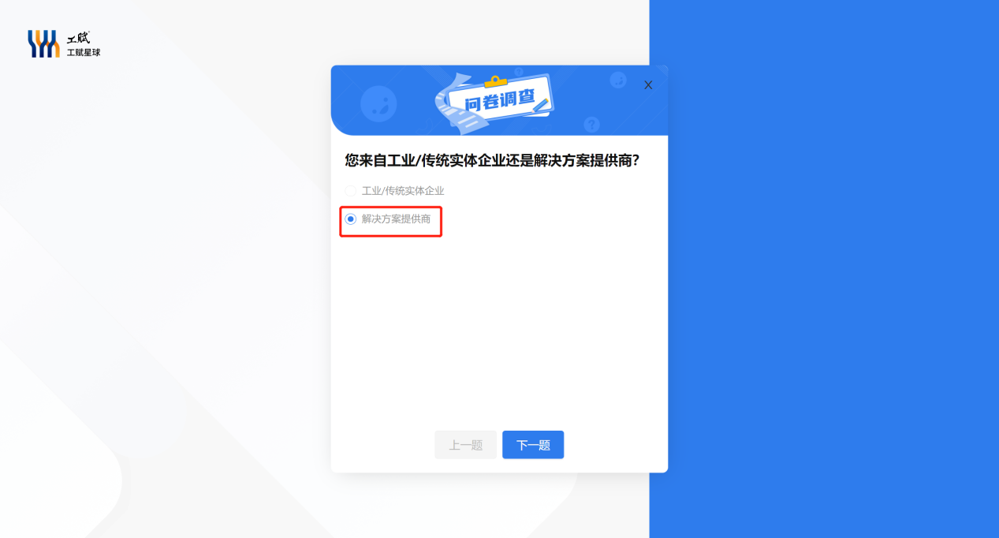 工赋
工赋星球
问卷调查
您来自工业/传统实体企业还是解决方案提供商?
工业/传统实体企业
解决方案提供商
上一题
下一题